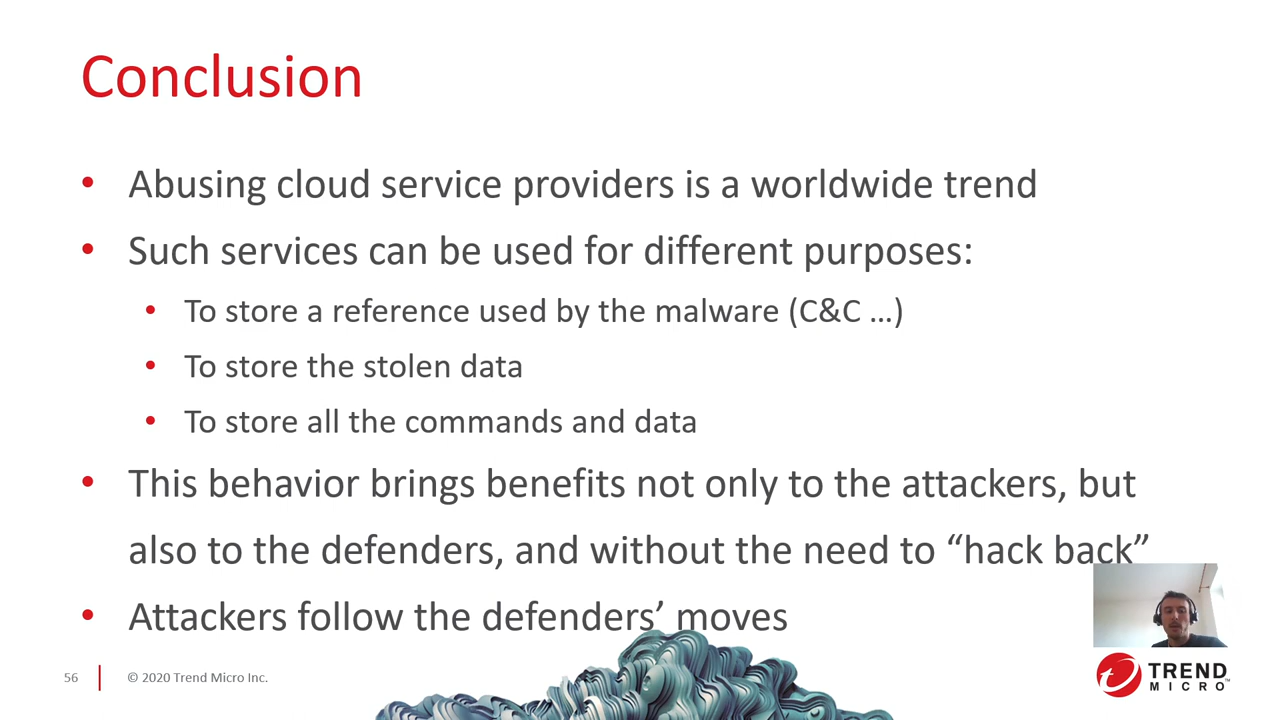 Conclusion
• Abusing cloud service providers is a worldwide trend
• Such services can be used for different purposes:
• To store a reference used by the malware (C&C …)
• To store the stolen data
• To store all the commands and data
• This behavior brings benefits not only to the attackers, but
also to the defenders, and without the need to “hack back”
• Attackers follow the defenders’ moves
56
© 2020 Trend Micro Inc.
TREND
MICRO™